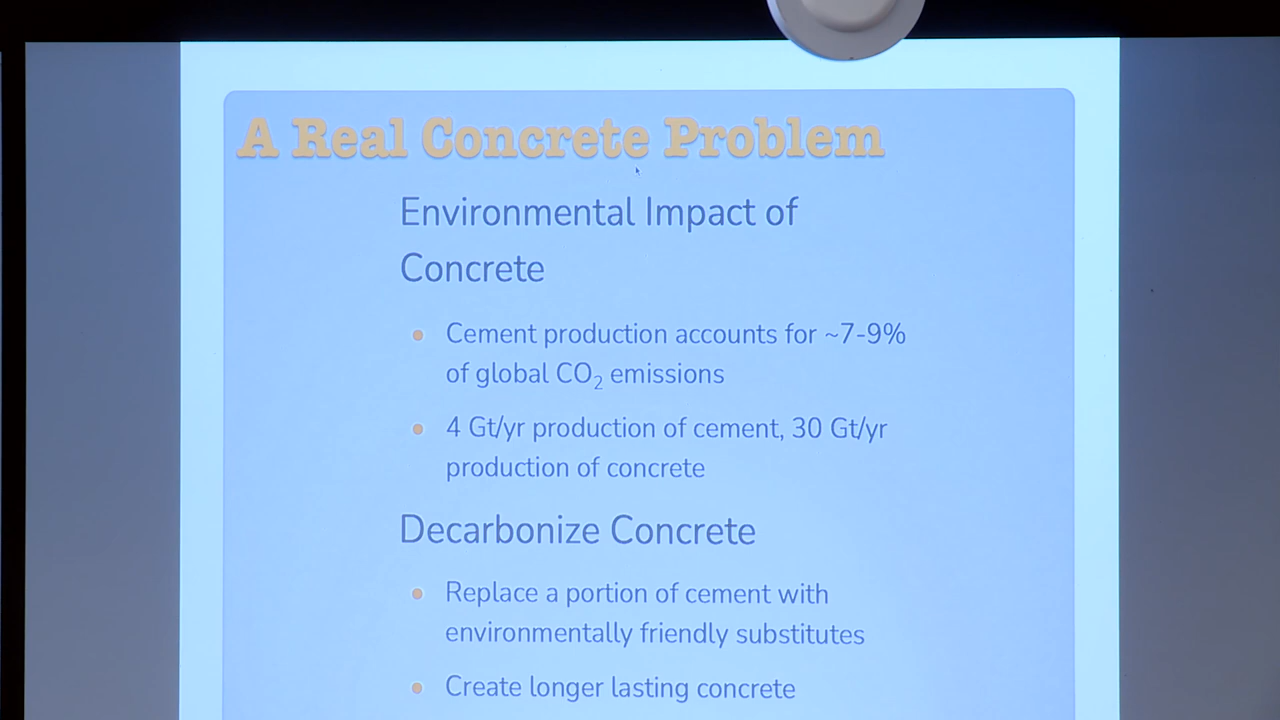 A Real Concrete Problem
Environmental Impact of
Concrete
Cement production accounts for ~7-9%
of global CO₂ emissions
4 Gt/yr production of cement, 30 Gt/yr
production of concrete
Decarbonize Concrete
Replace a portion of cement with
environmentally friendly substitutes
Create longer lasting concrete